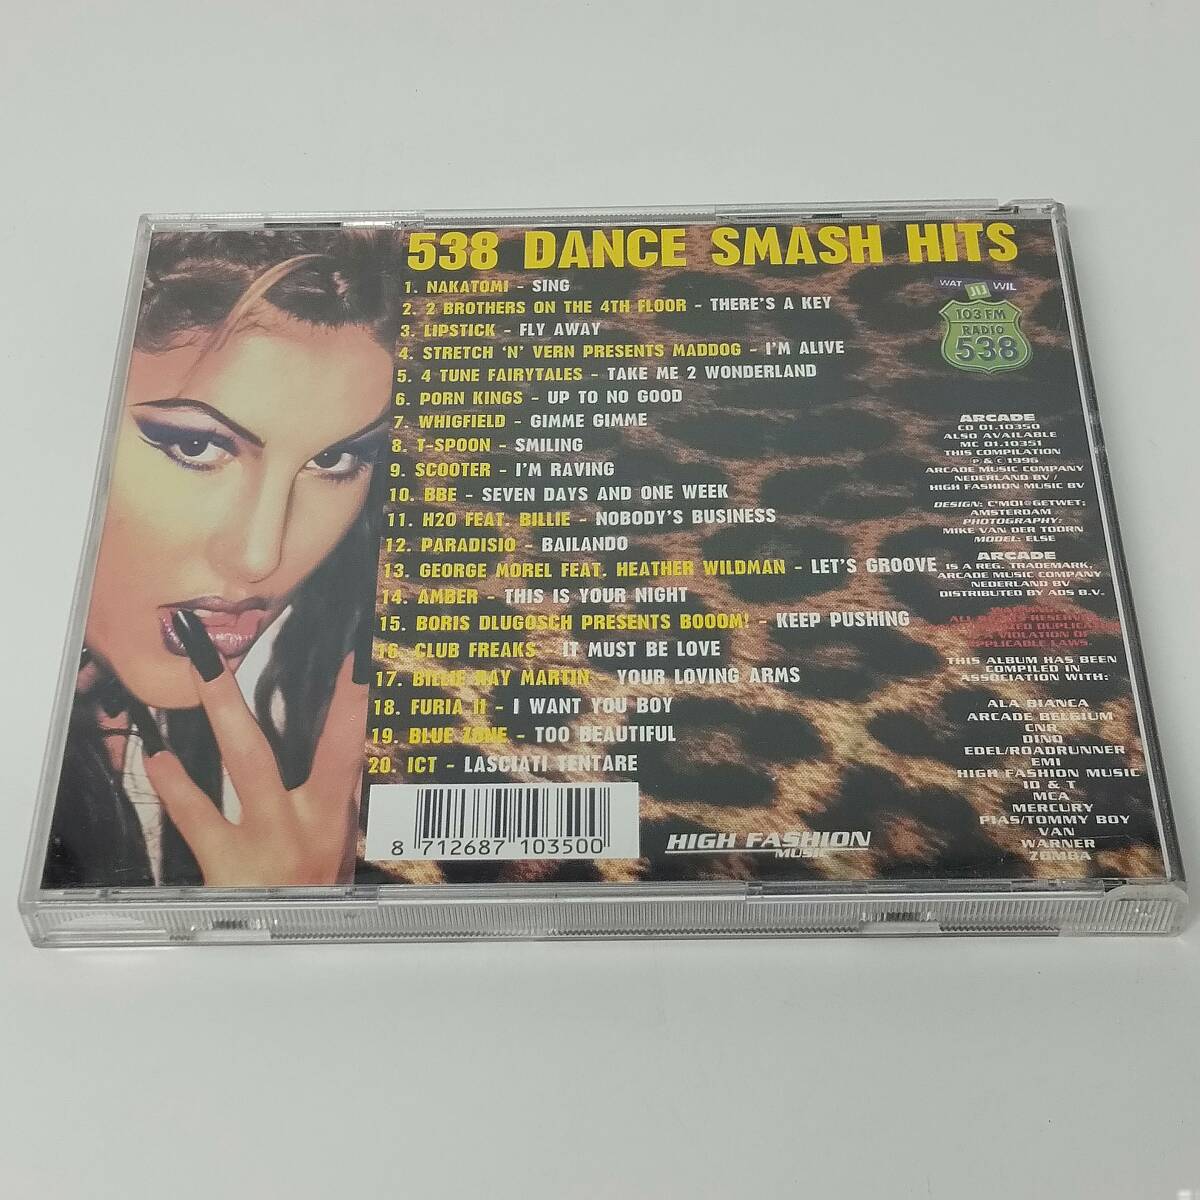 538 DANCE SMASH HITS
1. NAKATOMI - SING
2. 2 BROTHERS ON THE 4TH FLOOR - THERE'S A KEY
3. LIPSTICK - FLY AWAY
4. STRETCH 'N' VERN PRESENTS MADDOG - I'M ALIVE
5. 4 TUNE FAIRYTALES - TAKE ME 2 WONDERLAND
6. PORN KINGS - UP TO NO GOOD
7. WHIGFIELD - GIMME GIMME
8. T-SPOON - SMILING
9. SCOOTER - I'M RAVING
10. BBE - SEVEN DAYS AND ONE WEEK
11. H2O FEAT. BILLIE - NOBODY'S BUSINESS
12. PARADISIO - BAILANDO
13. GEORGE MOREL FEAT. HEATHER WILDMAN - LET'S GROOVE
14. AMBER - THIS IS YOUR NIGHT
15. BORIS DLUGOSCH PRESENTS BOOOM! - KEEP PUSHING
16. CLUB FREAKS - IT MUST BE LOVE
17. BILLIE RAY MARTIN - YOUR LOVING ARMS
18. FURIA II - I WANT YOU BOY
19. BLUE ZONE - TOO BEAUTIFUL
20. ICT - LASCIATI TENTARE
8 712687 103500
HIGH FASHION
MUSIC
WAT JIJ WIL
103 FM
RADIO
538
ARCADE
CD 01.10350
ALSO AVAILABLE
MC 01.10351
THIS COMPILATION
P & C 1996
ARCADE MUSIC COMPANY
NEDERLAND BV /
HIGH FASHION MUSIC BV
DESIGN: C'MOI@GETWET;
AMSTERDAM
PHOTOGRAPHY:
MIKE VAN DER TOORN
MODEL: ELSE
ARCADE
IS A REG. TRADEMARK,
ARCADE MUSIC COMPANY
NEDERLAND BV
DISTRIBUTED BY ADS B.V.
A VIOLATION OF
APPLICABLE LAWS.
THIS ALBUM HAS BEEN
COMPILED IN
ASSOCIATION WITH:
ALA BIANCA
ARCADE BELGIUM
CNR
DINO
EDEL/ROADRUNNER
EMI
HIGH FASHION MUSIC
ID & T
MCA
MERCURY
PIAS/TOMMY BOY
VAN
WARNER
ZOMBA